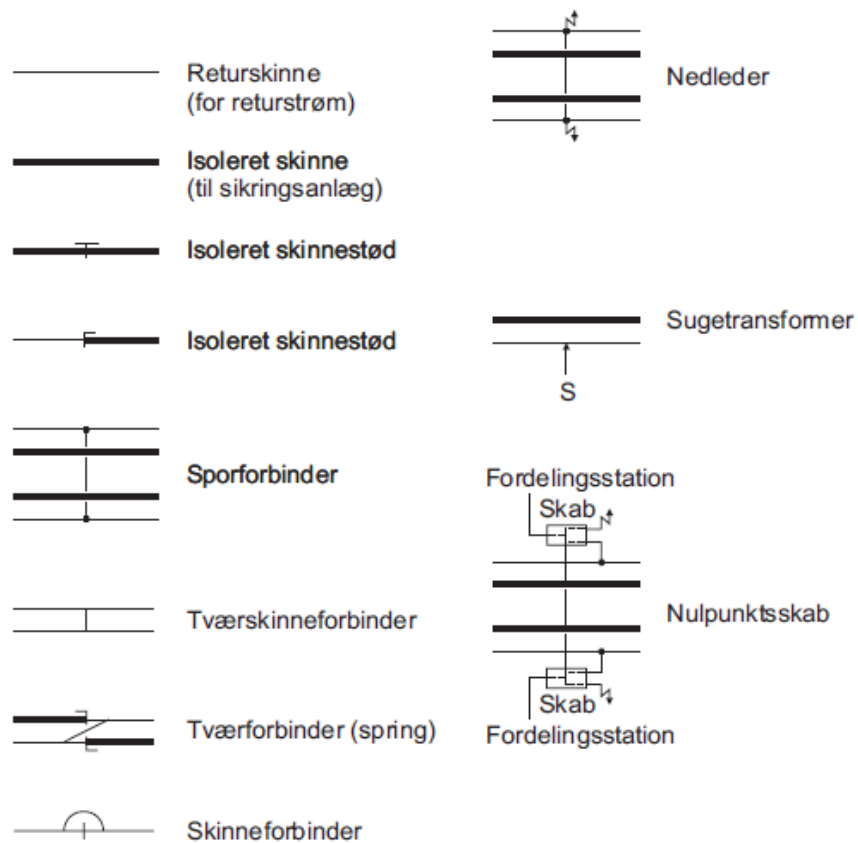 Returskinne
(for returstrøm)
Isoleret skinne
(til sikringsanlæg)
Isoleret skinnestød
Isoleret skinnestød
Sporforbinder
Tværskinneforbinder
Tværforbinder (spring)
Skinneforbinder
Nedleder
Sugetransformer
S
Fordelingsstation
Skab
Nulpunktsskab
Skab
Fordelingsstation